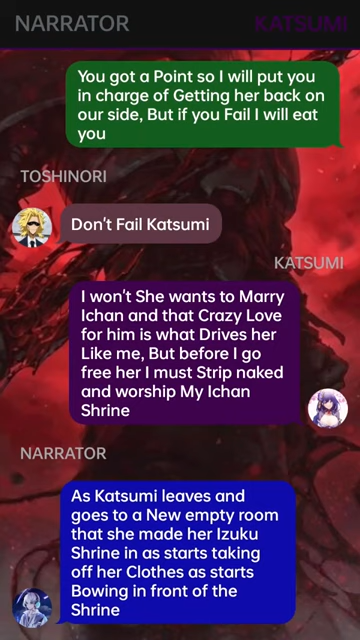 NARRATOR
KATSUMI
You got a Point so I will put you
in charge of Getting her back on
our side, But if you Fail I will eat
you
TOSHINORI
Don't Fail Katsumi
KATSUMI
I won't She wants to Marry
Ichan and that Crazy Love
for him is what Drives her
Like me, But before I go
free her I must Strip naked
and worship My Ichan
Shrine
NARRATOR
As Katsumi leaves and
goes to a New empty room
that she made her Izuku
Shrine in as starts taking
off her Clothes as starts
Bowing in front of the
Shrine